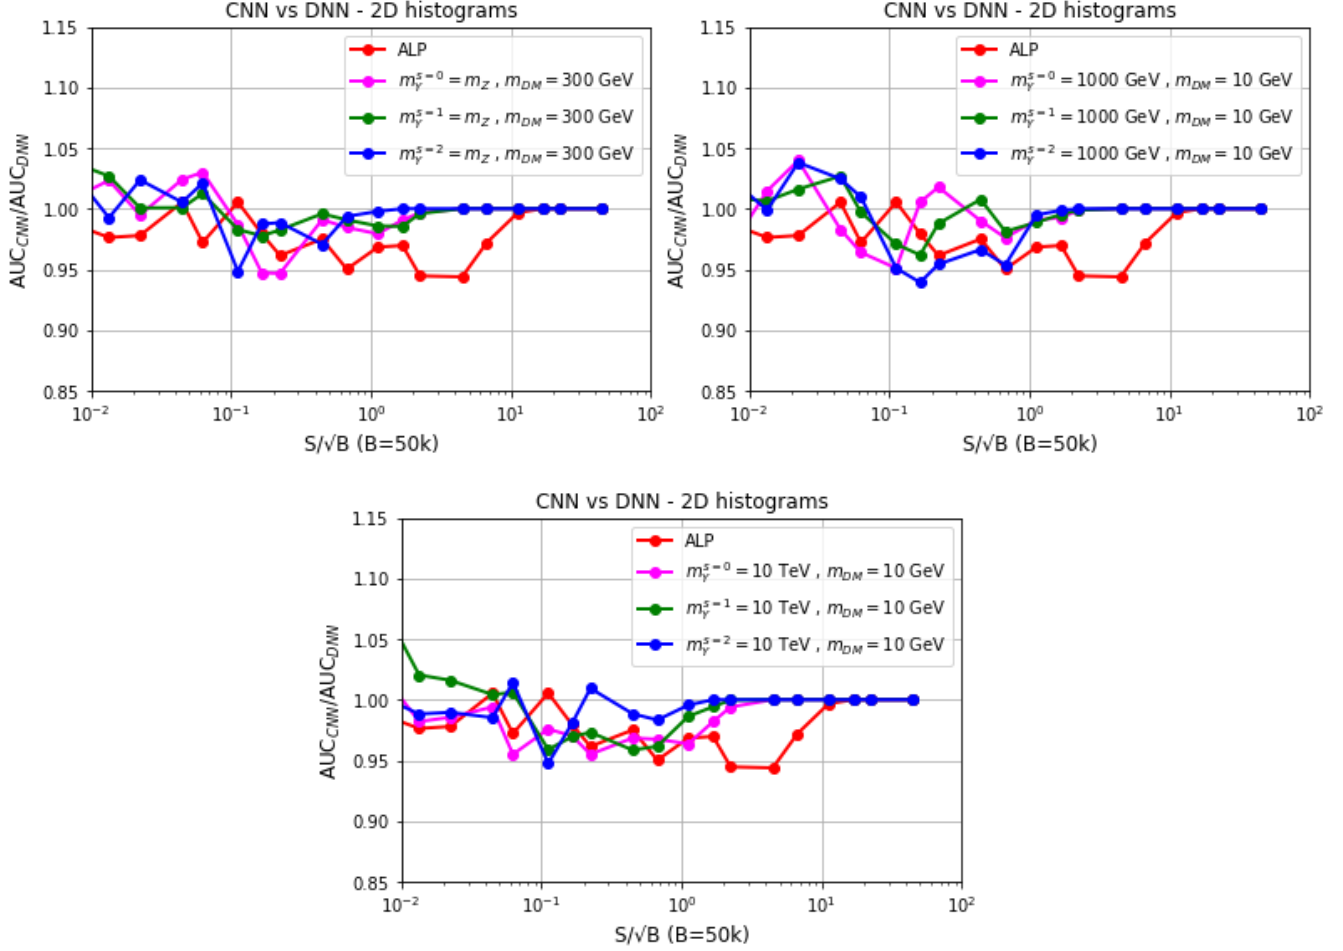 CNN vs DNN - 2D histograms
1.15
1.10
1.05
1.00
0.95
0.90
0.85
AUC_CNN/AUC_DNN
ALP
m_Y^{s=0} = m_Z , m_DM = 300 GeV
m_Y^{s=1} = m_Z , m_DM = 300 GeV
m_Y^{s=2} = m_Z , m_DM = 300 GeV
10^-2 10^-1 10^0 10^1 10^2
S/√B (B=50k)
CNN vs DNN - 2D histograms
1.15
1.10
1.05
1.00
0.95
0.90
0.85
AUC_CNN/AUC_DNN
ALP
m_Y^{s=0} = 1000 GeV , m_DM = 10 GeV
m_Y^{s=1} = 1000 GeV , m_DM = 10 GeV
m_Y^{s=2} = 1000 GeV , m_DM = 10 GeV
10^-2 10^-1 10^0 10^1 10^2
S/√B (B=50k)
CNN vs DNN - 2D histograms
1.15
1.10
1.05
1.00
0.95
0.90
0.85
AUC_CNN/AUC_DNN
ALP
m_Y^{s=0} = 10 TeV , m_DM = 10 GeV
m_Y^{s=1} = 10 TeV , m_DM = 10 GeV
m_Y^{s=2} = 10 TeV , m_DM = 10 GeV
10^-2 10^-1 10^0 10^1 10^2
S/√B (B=50k)